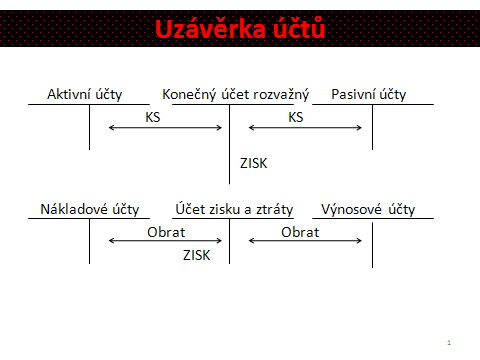 Uzávěrka účtů
Aktivní účty Konečný účet rozvažný Pasivní účty
KS KS
ZISK
Nákladové účty Účet zisku a ztráty Výnosové účty
Obrat Obrat
ZISK
1